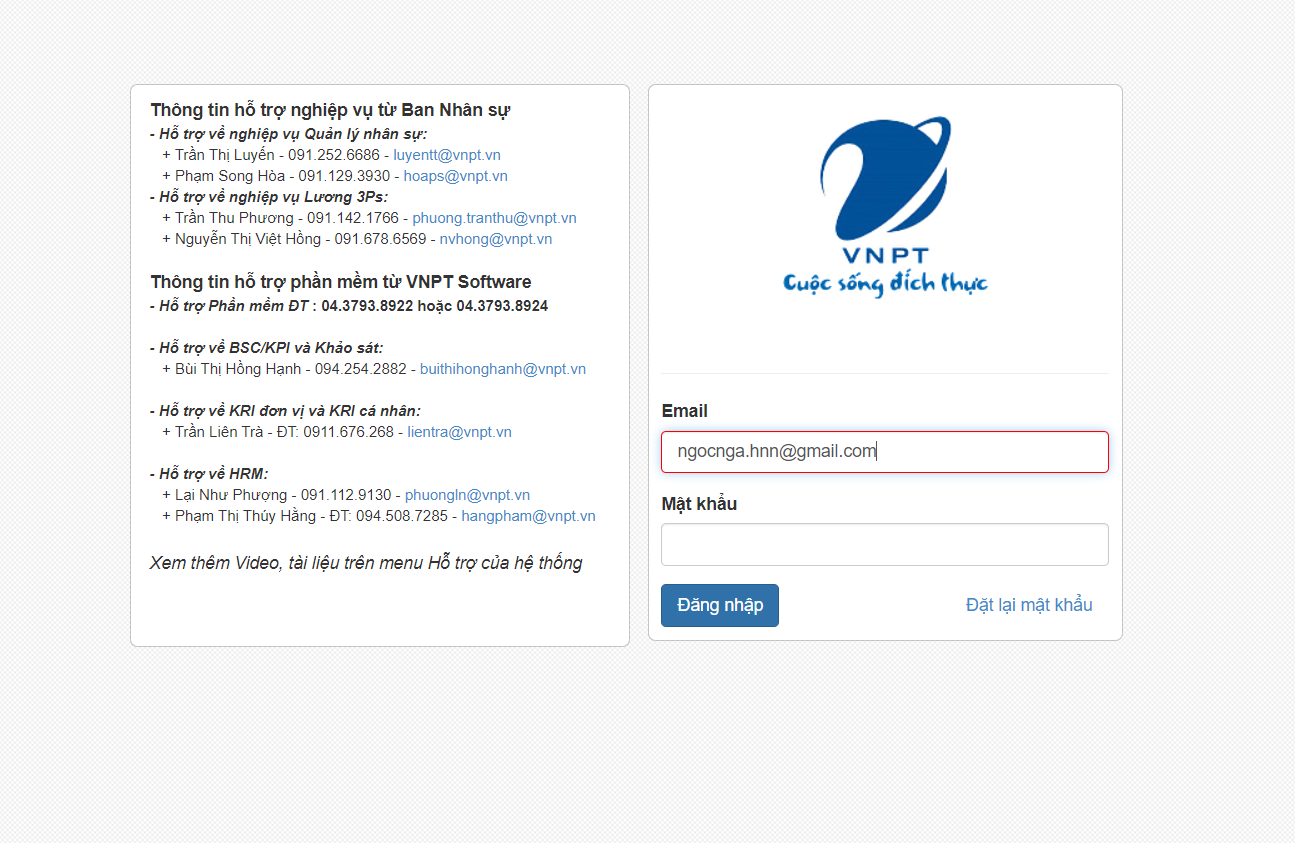 Thông tin hỗ trợ nghiệp vụ từ Ban Nhân sự
- Hỗ trợ về nghiệp vụ Quản lý nhân sự:
+ Trần Thị Luyến - 091.252.6686 - luyentt@vnpt.vn
+ Phạm Song Hòa - 091.129.3930 - hoaps@vnpt.vn
- Hỗ trợ về nghiệp vụ Lương 3Ps:
+ Trần Thu Phương - 091.142.1766 - phuong.tranthu@vnpt.vn
+ Nguyễn Thị Việt Hồng - 091.678.6569 - nvhong@vnpt.vn
Thông tin hỗ trợ phần mềm từ VNPT Software
- Hỗ trợ Phần mềm ĐT : 04.3793.8922 hoặc 04.3793.8924
- Hỗ trợ về BSC/KPI và Khảo sát:
+ Bùi Thị Hồng Hạnh - 094.254.2882 - buithihonghanh@vnpt.vn
- Hỗ trợ về KRI đơn vị và KRI cá nhân:
+ Trần Liên Trà - ĐT: 0911.676.268 - lientra@vnpt.vn
- Hỗ trợ về HRM:
+ Lại Như Phượng - 091.112.9130 - phuongln@vnpt.vn
+ Phạm Thị Thúy Hằng - ĐT: 094.508.7285 - hangpham@vnpt.vn
Xem thêm Video, tài liệu trên menu Hỗ trợ của hệ thống
VNPT
Cuộc sống đích thực
Email
ngocnga.hnn@gmail.com
Mật khẩu
Đăng nhập
Đặt lại mật khẩu